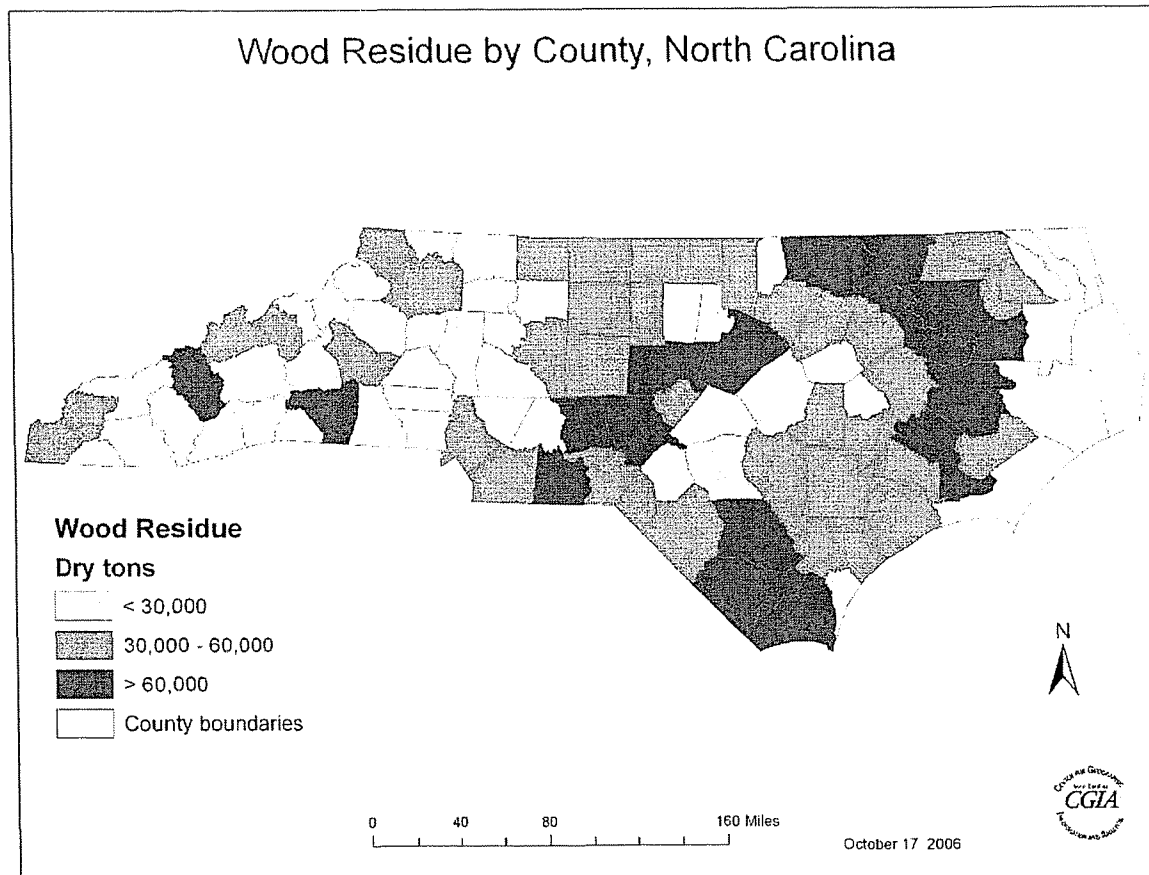 Wood Residue by County, North Carolina
Wood Residue
Dry tons
< 30,000
30,000 - 60,000
> 60,000
County boundaries
N
0 40 80 160 Miles
October 17 2006
CGIA